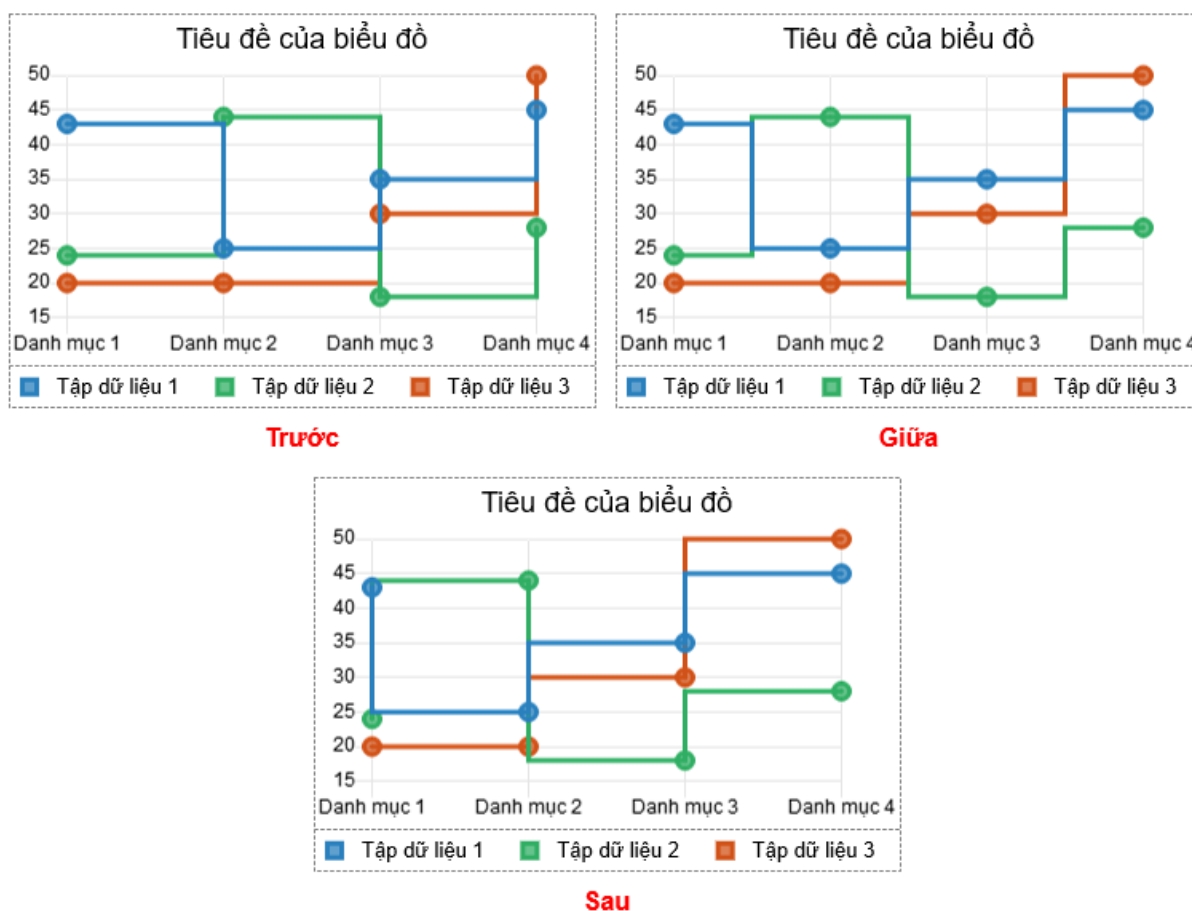 Tiêu đề của biểu đồ
50
45
40
35
30
25
20
15
Danh mục 1 Danh mục 2 Danh mục 3 Danh mục 4
Tập dữ liệu 1 Tập dữ liệu 2 Tập dữ liệu 3
Trước
Tiêu đề của biểu đồ
50
45
40
35
30
25
20
15
Danh mục 1 Danh mục 2 Danh mục 3 Danh mục 4
Tập dữ liệu 1 Tập dữ liệu 2 Tập dữ liệu 3
Giữa
Tiêu đề của biểu đồ
50
45
40
35
30
25
20
15
Danh mục 1 Danh mục 2 Danh mục 3 Danh mục 4
Tập dữ liệu 1 Tập dữ liệu 2 Tập dữ liệu 3
Sau